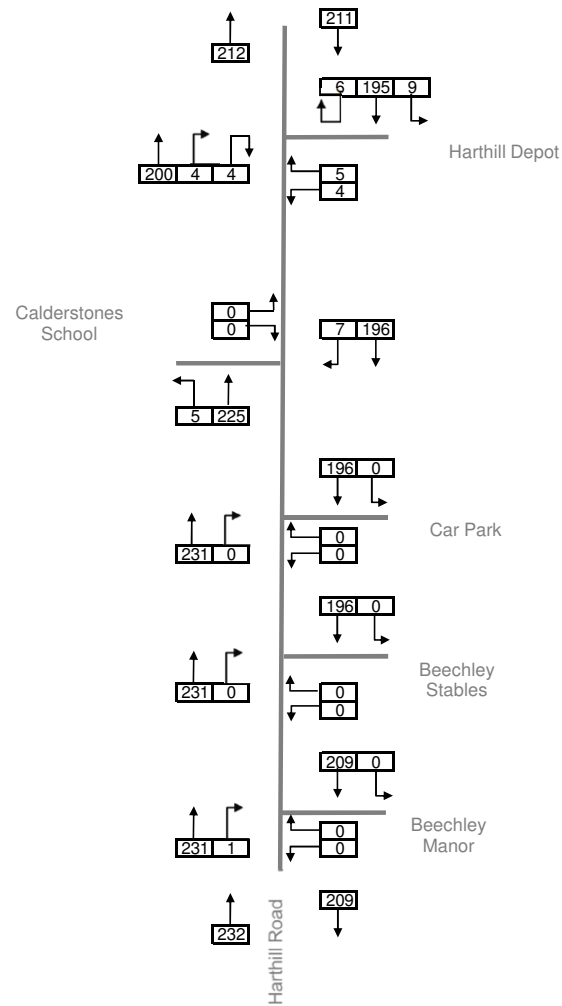 211
212
6 195 9
Harthill Depot
200 4 4
5
4
Calderstones
School
0
0
7 196
5 225
196 0
Car Park
231 0
0
0
196 0
Beechley
Stables
231 0
0
0
209 0
Beechley
Manor
231 1
0
0
209
232
Harthill Road